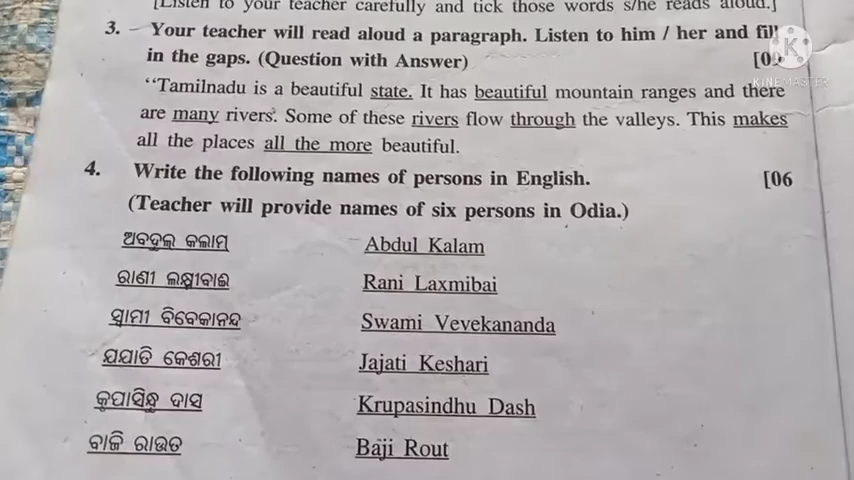 [Listen to your teacher carefully and tick those words s/he reads aloud.]
3. Your teacher will read aloud a paragraph. Listen to him / her and fill
in the gaps. (Question with Answer) [09
KINEMASTER
"Tamilnadu is a beautiful state. It has beautiful mountain ranges and there
are many rivers. Some of these rivers flow through the valleys. This makes
all the places all the more beautiful.
4. Write the following names of persons in English. [06
(Teacher will provide names of six persons in Odia.)
ଅବଦୁଲ କଲାମ୍ Abdul Kalam
ରାଣୀ ଲକ୍ଷ୍ମୀବାଈ Rani Laxmibai
ସ୍ୱାମୀ ବିବେକାନନ୍ଦ Swami Vevekananda
ଯଯାତି କେଶରୀ Jajati Keshari
କୃପାସିନ୍ଧୁ ଦାସ Krupasindhu Dash
ବାଜି ରାଉତ Baji Rout